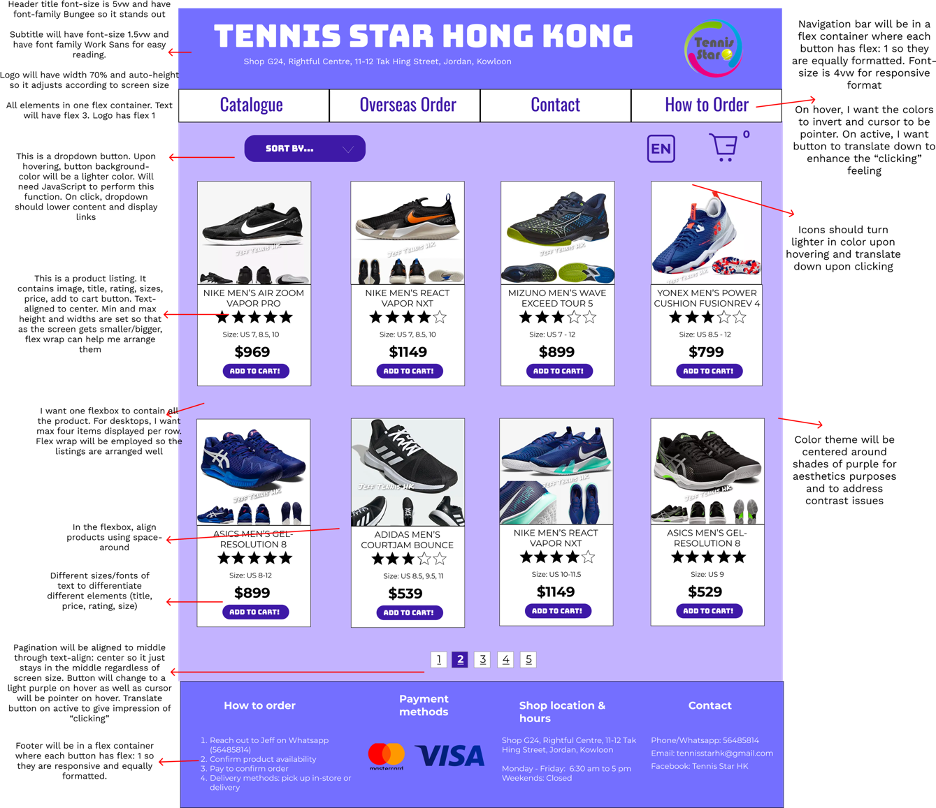 Header title font-size is 5vw and have
font-family Bungee so it stands out
Subtitle will have font-size 1.5vw and
have font family Work Sans for easy
reading.
Logo will have width 70% and auto-height
so it adjusts according to screen size
All elements in one flex container. Text
will have flex 3. Logo has flex 1
TENNIS STAR HONG KONG
Shop G24, Rightful Centre, 11-12 Tak Hing Street, Jordan, Kowloon
Tennis
Star
Navigation bar will be in a
flex container where each
button has flex: 1 so they
are equally formatted. Font-
size is 4vw for responsive
format
On hover, I want the colors
to invert and cursor to be
pointer. On active, I want
button to translate down to
enhance the “clicking”
feeling
Catalogue
Overseas Order
Contact
How to Order
This is a dropdown button. Upon
hovering, button background-
color will be a lighter color. Will
need JavaScript to perform this
function. On click, dropdown
should lower content and display
links
SORT BY...
EN
0
Icons should turn
lighter in color upon
hovering and translate
down upon clicking
This is a product listing. It
contains image, title, rating, sizes,
price, add to cart button. Text-
aligned to center. Min and max
height and widths are set so that
as the screen gets smaller/bigger,
flex wrap can help me arrange
them
JEFF TENNIS HK
NIKE MEN'S AIR ZOOM
VAPOR PRO
Size: US 7, 8.5, 10
$969
ADD TO CART!
JEFF TENNIS HK
NIKE MEN'S REACT
VAPOR NXT
Size: US 7, 8.5, 10
$1149
ADD TO CART!
JEFF TENNIS HK
MIZUNO MEN'S WAVE
EXCEED TOUR 5
Size: US 7 - 12
$899
ADD TO CART!
JEFF TENNIS HK
YONEX MEN'S POWER
CUSHION FUSIONREV 4
Size: US 8.5 - 12
$799
ADD TO CART!
I want one flexbox to contain all
the product. For desktops, I want
max four items displayed per row.
Flex wrap will be employed so the
listings are arranged well
In the flexbox, align
products using space-
around
Different sizes/fonts of
text to differentiate
different elements (title,
price, rating, size)
Color theme will be
centered around
shades of purple for
aesthetics purposes
and to address
contrast issues
JEFF TENNIS HK
ASICS MEN'S GEL-
RESOLUTION 8
Size: US 8-12
$899
ADD TO CART!
JEFF TENNIS HK
ADIDAS MEN'S
COURTJAM BOUNCE
Size: US 8.5, 9.5, 11
$539
ADD TO CART!
JEFF TENNIS HK
NIKE MEN'S REACT
VAPOR NXT
Size: US 10-11.5
$1149
ADD TO CART!
JEFF TENNIS HK
ASICS MEN'S GEL-
RESOLUTION 8
Size: US 9
$529
ADD TO CART!
Pagination will be aligned to middle
through text-align: center so it just
stays in the middle regardless of
screen size. Button will change to a
light purple on hover as well as cursor
will be pointer on hover. Translate
button on active to give impression of
“clicking”
1 2 3 4 5
Footer will be in a flex container
where each button has flex: 1 so
they are responsive and equally
formatted.
How to order
1. Reach out to Jeff on Whatsapp
(56485814)
2. Confirm product availability
3. Pay to confirm order
4. Delivery methods: pick up in-store or
delivery
Payment
methods
mastercard
VISA
Shop location &
hours
Shop G24, Rightful Centre, 11-12 Tak
Hing Street, Jordan, Kowloon
Monday - Friday: 6:30 am to 5 pm
Weekends: Closed
Contact
Phone/Whatsapp: 56485814
Email: tennisstarhk@gmail.com
Facebook: Tennis Star HK